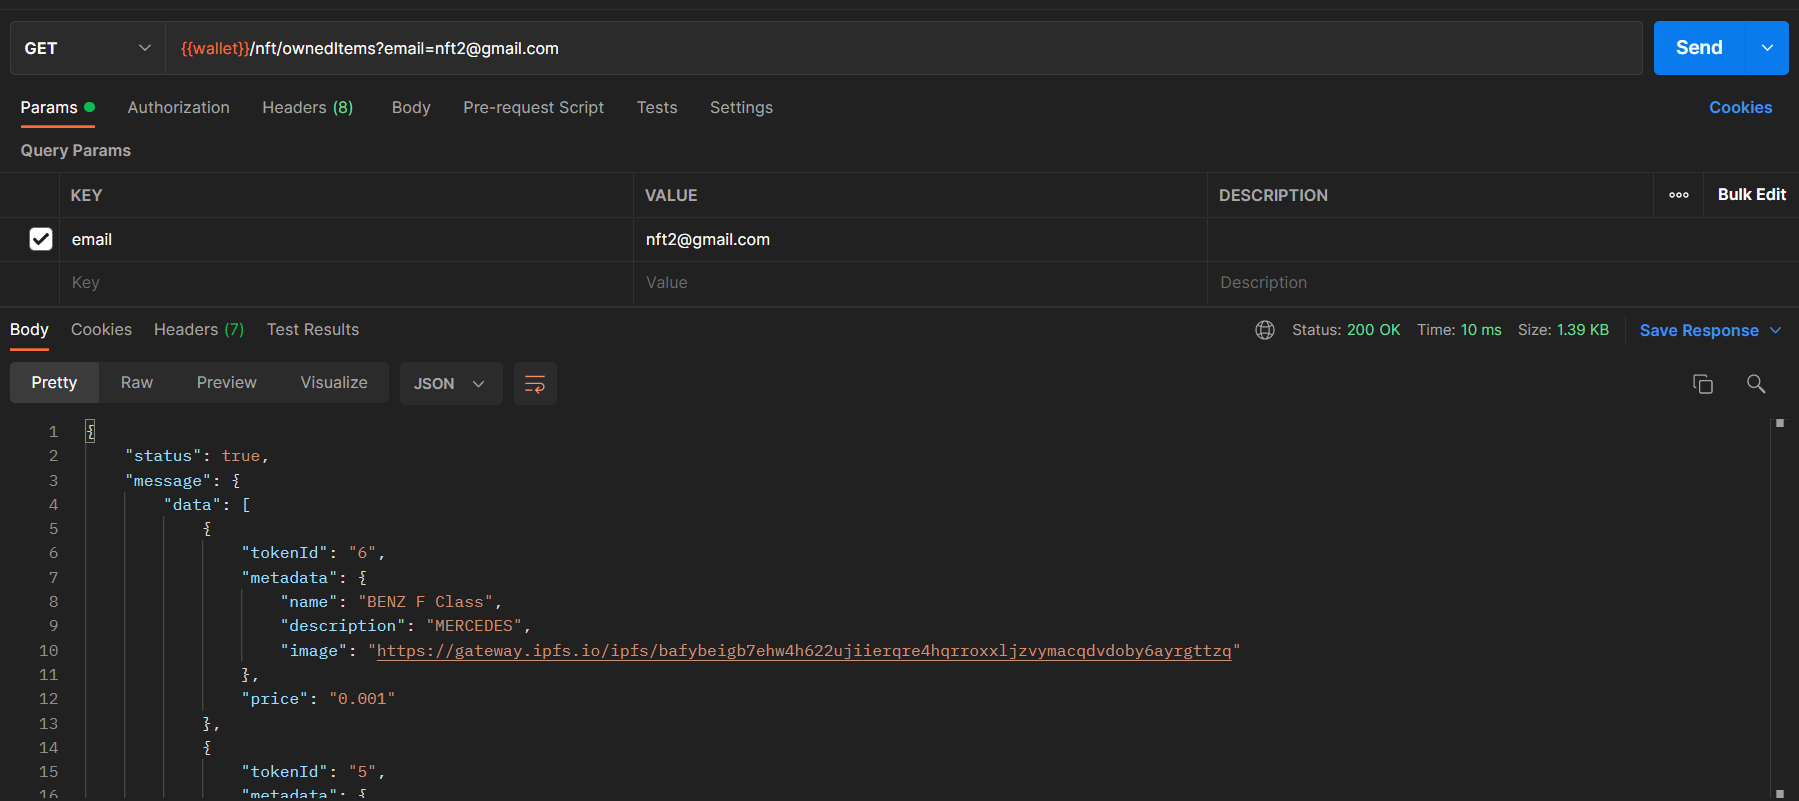 GET {{wallet}}/nft/ownedItems?email=nft2@gmail.com Send
Params Authorization Headers (8) Body Pre-request Script Tests Settings Cookies
Query Params
KEY VALUE DESCRIPTION ooo Bulk Edit
email nft2@gmail.com
Key Value Description
Body Cookies Headers (7) Test Results Status: 200 OK Time: 10 ms Size: 1.39 KB Save Response
Pretty Raw Preview Visualize JSON
1 {
2 "status": true,
3 "message": {
4 "data": [
5 {
6 "tokenId": "6",
7 "metadata": {
8 "name": "BENZ F Class",
9 "description": "MERCEDES",
10 "image": "https://gateway.ipfs.io/ipfs/bafybeigb7ehw4h622ujiierqre4hqrroxxljzvymacqdvdoby6ayrgttzq"
11 },
12 "price": "0.001"
13 },
14 {
15 "tokenId": "5",
16 "metadata": {